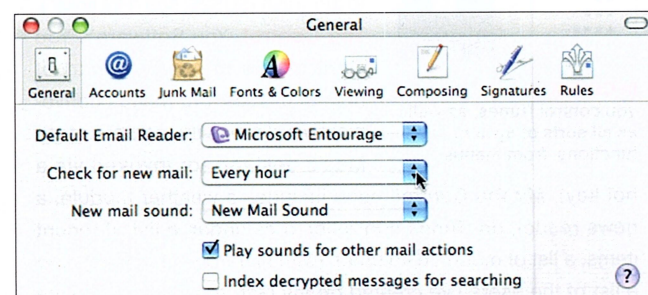 General
General Accounts Junk Mail Fonts & Colors Viewing Composing Signatures Rules
Default Email Reader: Microsoft Entourage
Check for new mail: Every hour
New mail sound: New Mail Sound
Play sounds for other mail actions
Index decrypted messages for searching
?